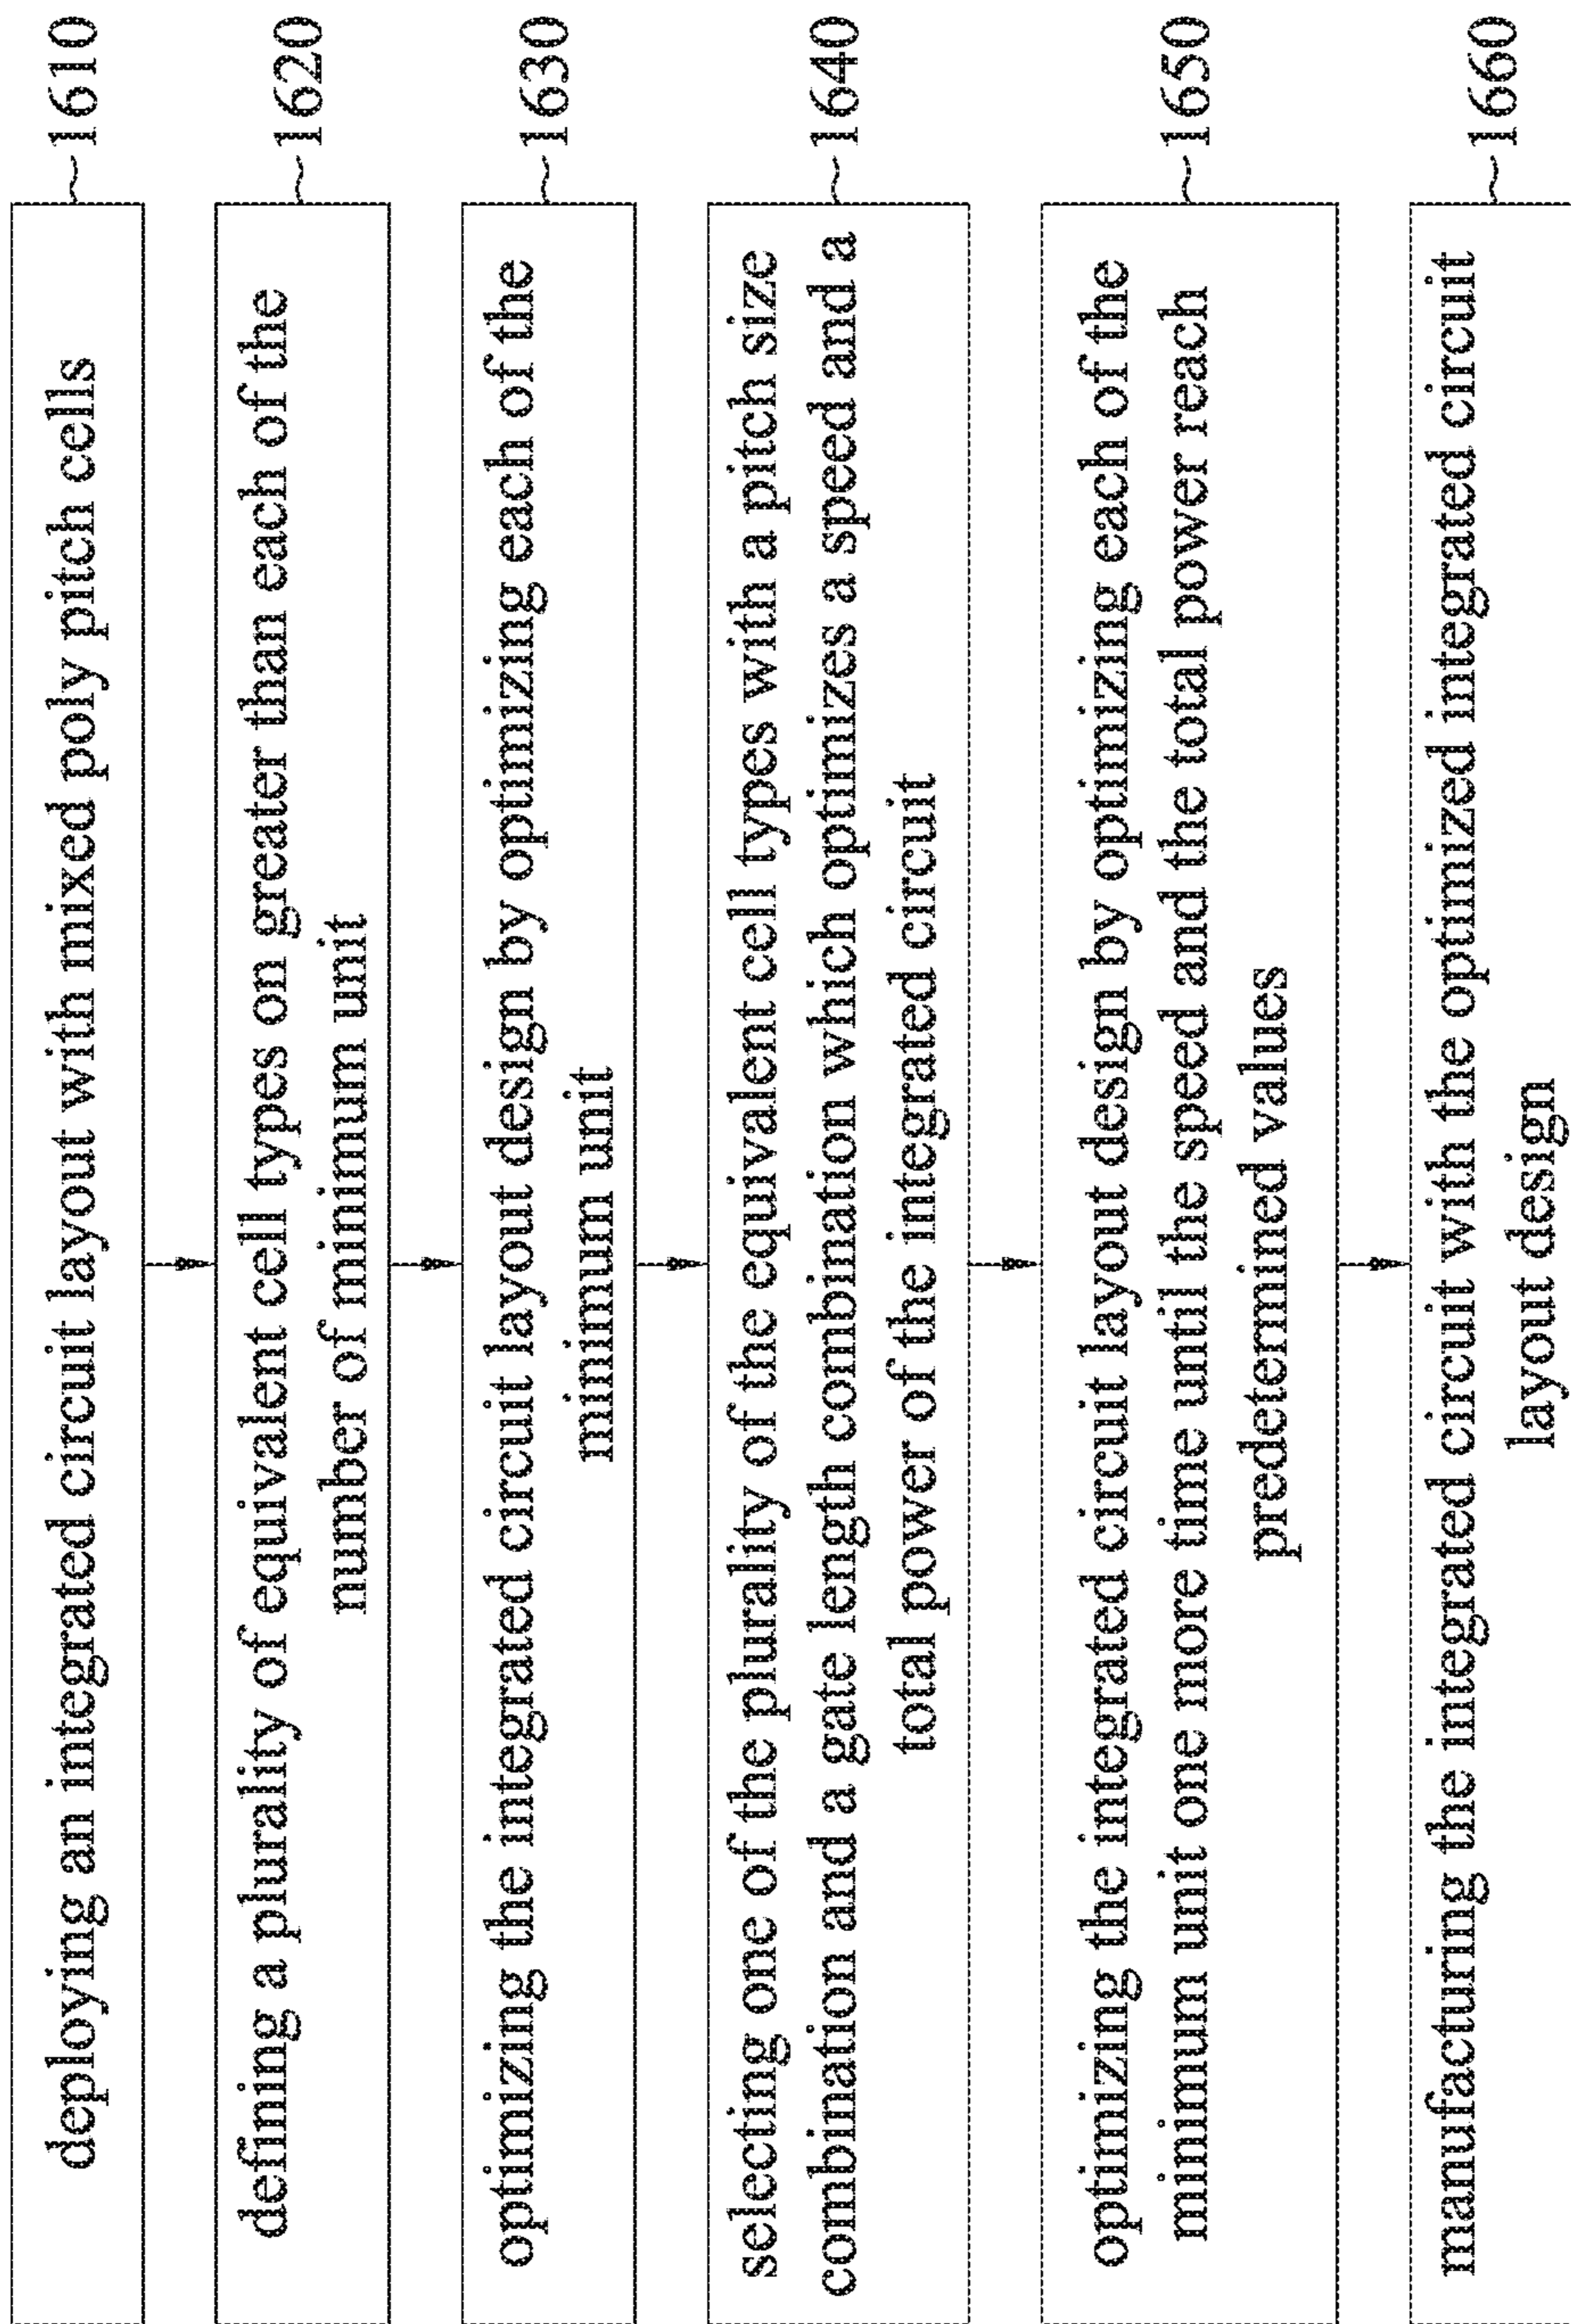 deploying an integrated circuit layout with mixed poly pitch cells
1610
defining a plurality of equivalent cell types on greater than each of the
number of minimum unit
1620
optimizing the integrated circuit layout design by optimizing each of the
minimum unit
1630
selecting one of the plurality of the equivalent cell types with a pitch size
combination and a gate length combination which optimizes a speed and a
total power of the integrated circuit
1640
optimizing the integrated circuit layout design by optimizing each of the
minimum unit one more time until the speed and the total power reach
predetermined values
1650
manufacturing the integrated circuit with the optimized integrated circuit
layout design
1660